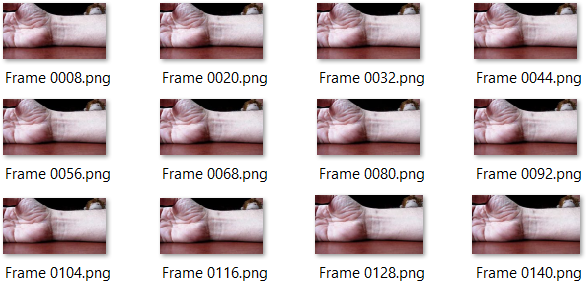 Frame 0008.png Frame 0020.png Frame 0032.png Frame 0044.png
Frame 0056.png Frame 0068.png Frame 0080.png Frame 0092.png
Frame 0104.png Frame 0116.png Frame 0128.png Frame 0140.png